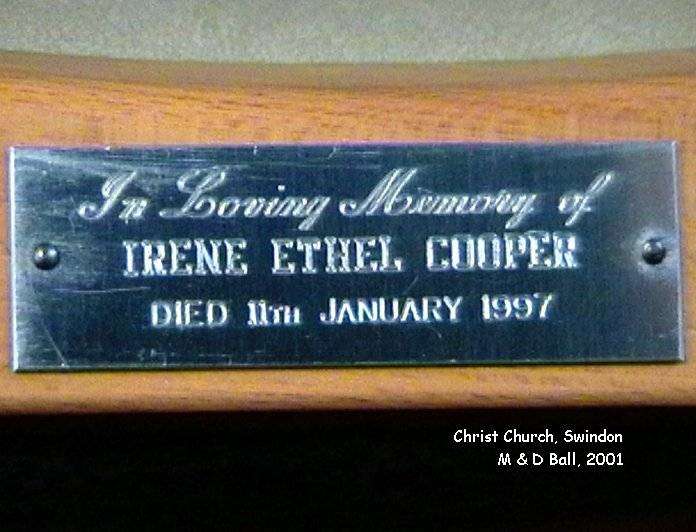 In Loving Memory of
IRENE ETHEL COOPER
DIED 11TH JANUARY 1997
Christ Church, Swindon
M & D Ball, 2001